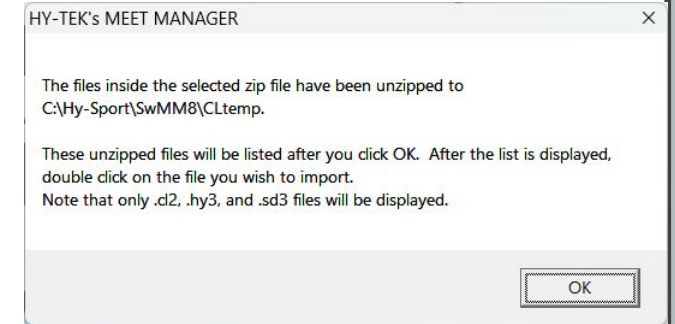 HY-TEK's MEET MANAGER
The files inside the selected zip file have been unzipped to
C:\Hy-Sport\SwMM8\CLtemp.
These unzipped files will be listed after you click OK.  After the list is displayed,
double click on the file you wish to import.
Note that only .cl2, .hy3, and .sd3 files will be displayed.
OK